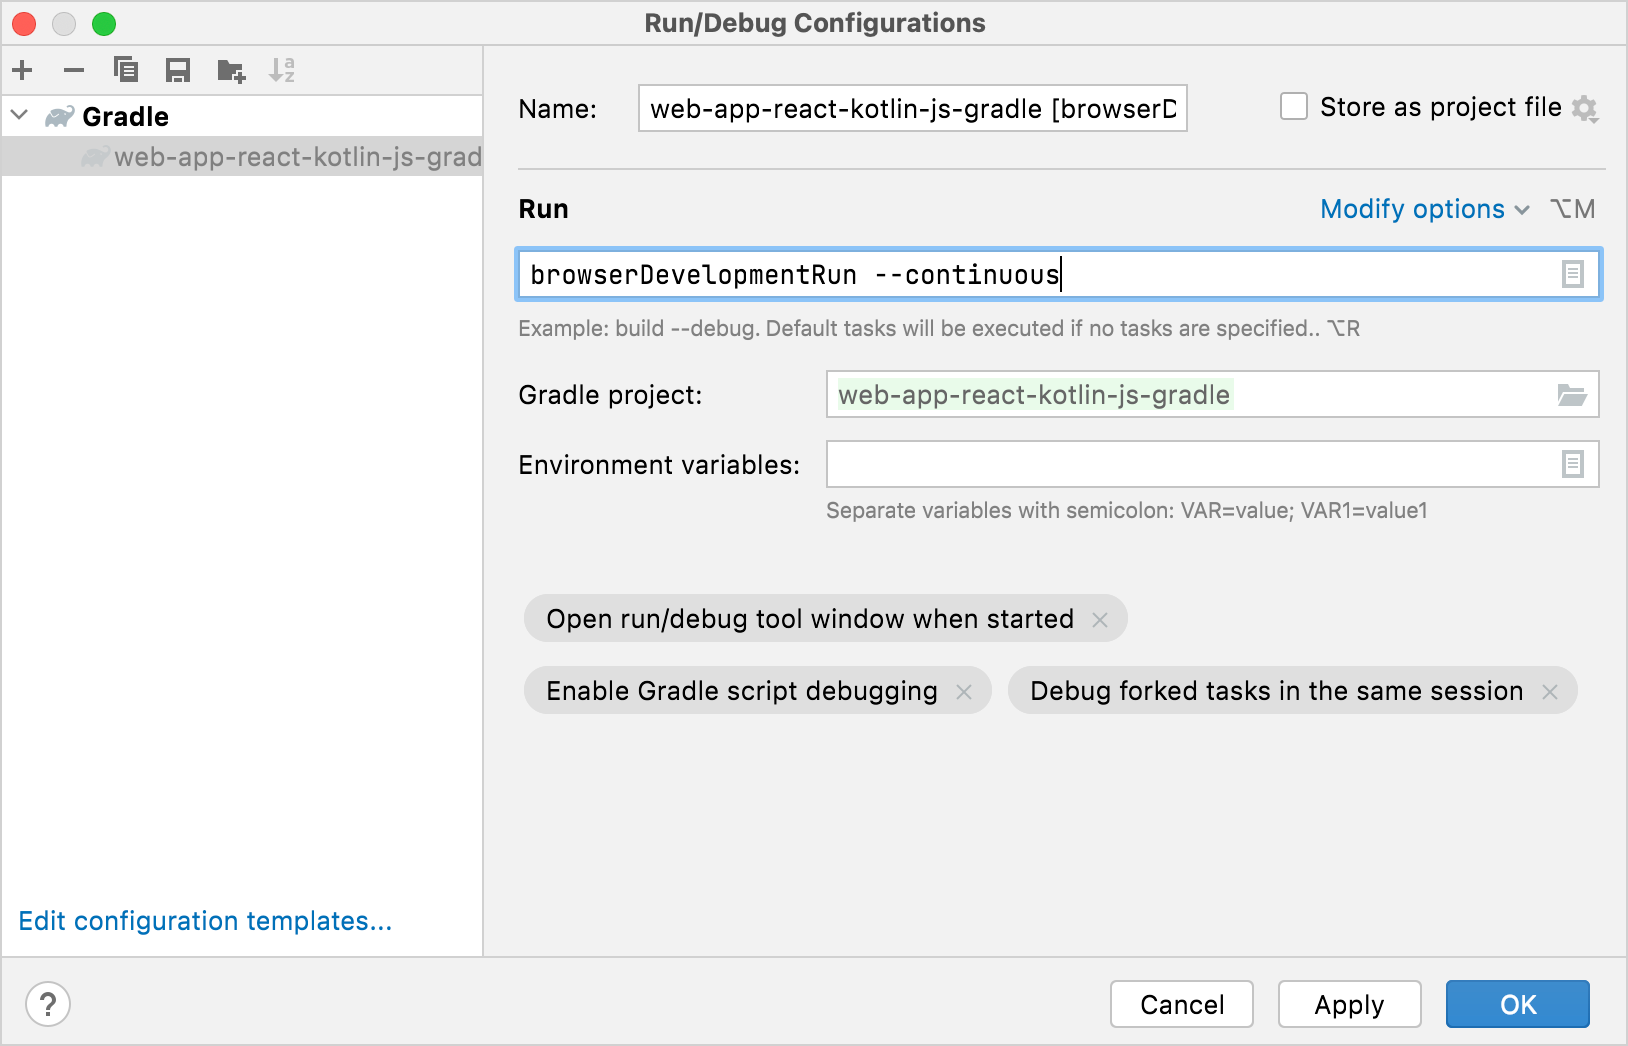 Run/Debug Configurations
Gradle
web-app-react-kotlin-js-grad
Edit configuration templates...
Name: web-app-react-kotlin-js-gradle [browserD
Store as project file
Run
Modify options ⌥M
browserDevelopmentRun --continuous
Example: build --debug. Default tasks will be executed if no tasks are specified.. ⌥R
Gradle project: web-app-react-kotlin-js-gradle
Environment variables:
Separate variables with semicolon: VAR=value; VAR1=value1
Open run/debug tool window when started
Enable Gradle script debugging
Debug forked tasks in the same session
?
Cancel
Apply
OK